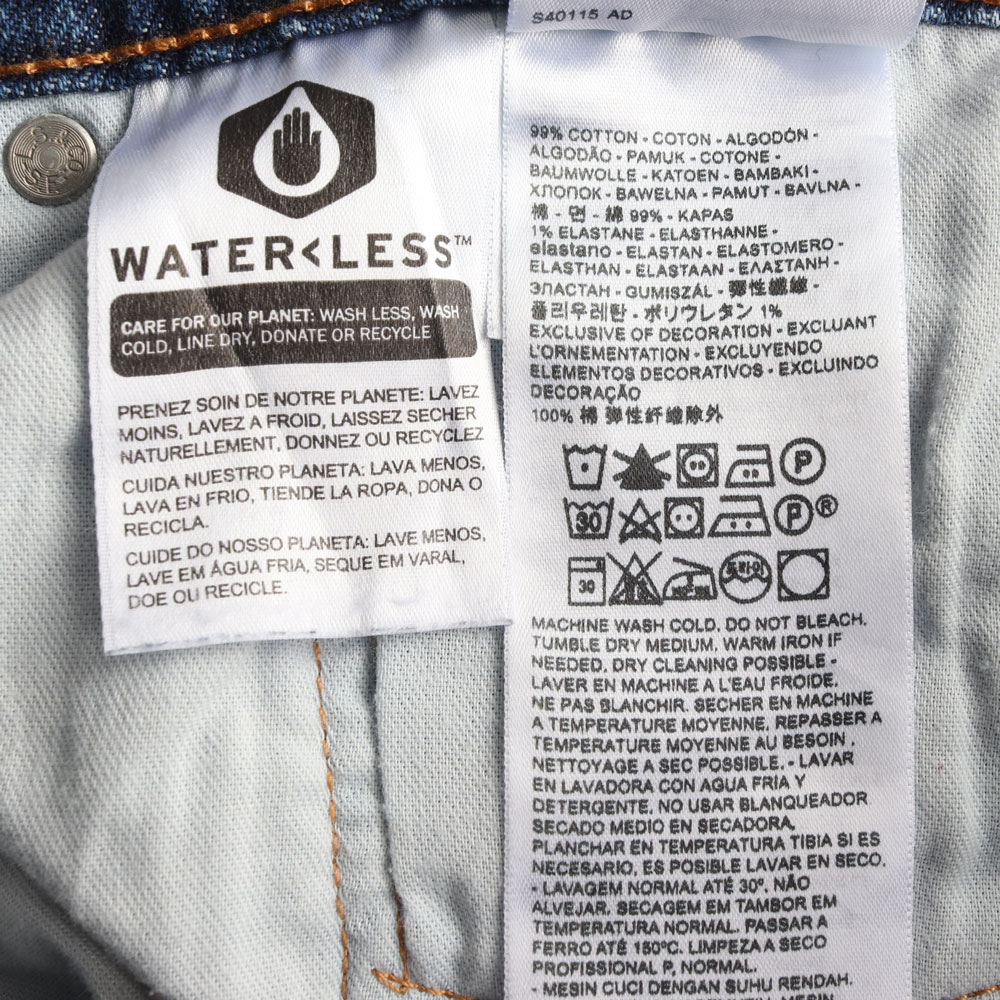 WATER<LESS™
CARE FOR OUR PLANET: WASH LESS, WASH
COLD, LINE DRY, DONATE OR RECYCLE
PRENEZ SOIN DE NOTRE PLANETE: LAVEZ
MOINS, LAVEZ A FROID, LAISSEZ SECHER
NATURELLEMENT, DONNEZ OU RECYCLEZ
CUIDA NUESTRO PLANETA: LAVA MENOS,
LAVA EN FRIO, TIENDE LA ROPA, DONA O
RECICLA.
CUIDE DO NOSSO PLANETA: LAVE MENOS,
LAVE EM ÁGUA FRIA, SEQUE EM VARAL,
DOE OU RECICLE.
S40115 AD
99% COTTON - COTON - ALGODÓN -
ALGODÃO - PAMUK - COTONE -
BAUMWOLLE - KATOEN - BAMBAKI -
ХЛОПОК - BAWEŁNA - PAMUT - BAVLNA -
棉 - 면 - 綿 99% - KAPAS
1% ELASTANE - ELASTHANNE -
elastano - ELASTAN - ELASTOMERO -
ELASTHAN - ELASTAAN - ΕΛΑΣΤΑΝΗ -
ЭЛАСТАН - GUMISZÁL - 弾性繊維 -
폴리우레탄 - ポリウレタン 1%
EXCLUSIVE OF DECORATION - EXCLUANT
L'ORNEMENTATION - EXCLUYENDO
ELEMENTOS DECORATIVOS - EXCLUINDO
DECORAÇÃO
100% 棉 弹性纤维除外
P
30 P ®
30 드라이
MACHINE WASH COLD. DO NOT BLEACH.
TUMBLE DRY MEDIUM. WARM IRON IF
NEEDED. DRY CLEANING POSSIBLE -
LAVER EN MACHINE A L'EAU FROIDE.
NE PAS BLANCHIR. SECHER EN MACHINE
A TEMPERATURE MOYENNE. REPASSER A
TEMPERATURE MOYENNE AU BESOIN .
NETTOYAGE A SEC POSSIBLE. - LAVAR
EN LAVADORA CON AGUA FRIA Y
DETERGENTE. NO USAR BLANQUEADOR
SECADO MEDIO EN SECADORA,
PLANCHAR EN TEMPERATURA TIBIA SI ES
NECESARIO, ES POSIBLE LAVAR EN SECO.
- LAVAGEM NORMAL ATÉ 30º. NÃO
ALVEJAR. SECAGEM EM TAMBOR EM
TEMPERATURA NORMAL. PASSAR A
FERRO ATÉ 150ºC. LIMPEZA A SECO
PROFISSIONAL P, NORMAL.
- MESIN CUCI DENGAN SUHU RENDAH.